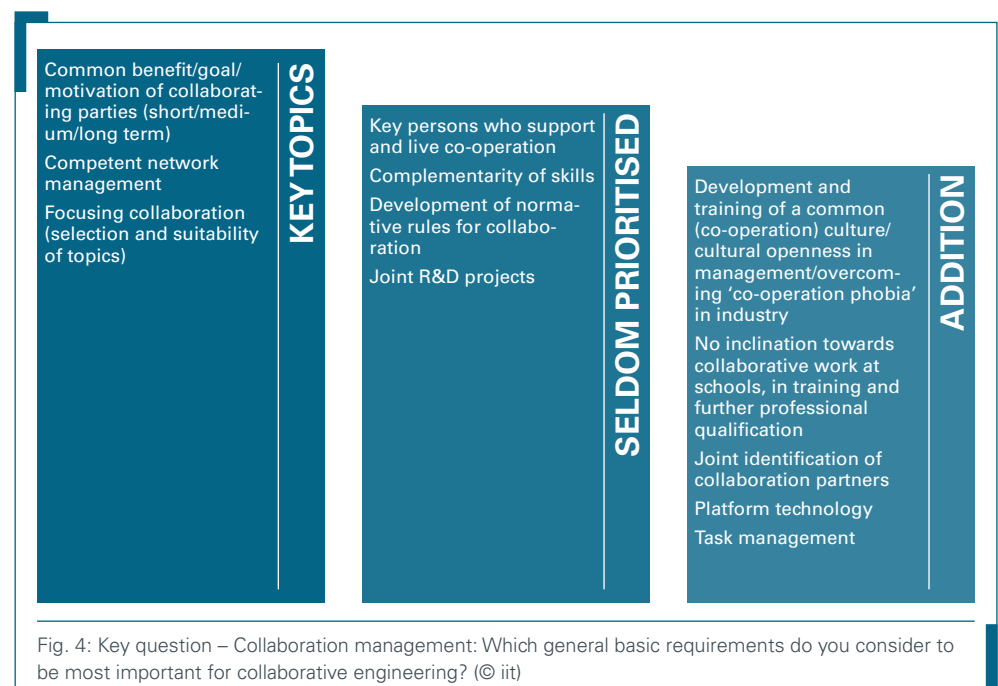 Common benefit/goal/
motivation of collaborat-
ing parties (short/medi-
um/long term)
Competent network
management
Focusing collaboration
(selection and suitability
of topics)
KEY TOPICS
Key persons who support
and live co-operation
Complementarity of skills
Development of norma-
tive rules for collabo-
ration
Joint R&D projects
SELDOM PRIORITISED
Development and
training of a common
(co-operation) culture/
cultural openness in
management/overcom-
ing ‘co-operation phobia’
in industry
No inclination towards
collaborative work at
schools, in training and
further professional
qualification
Joint identification of
collaboration partners
Platform technology
Task management
ADDITION
Fig. 4: Key question – Collaboration management: Which general basic requirements do you consider to
be most important for collaborative engineering? (© iit)